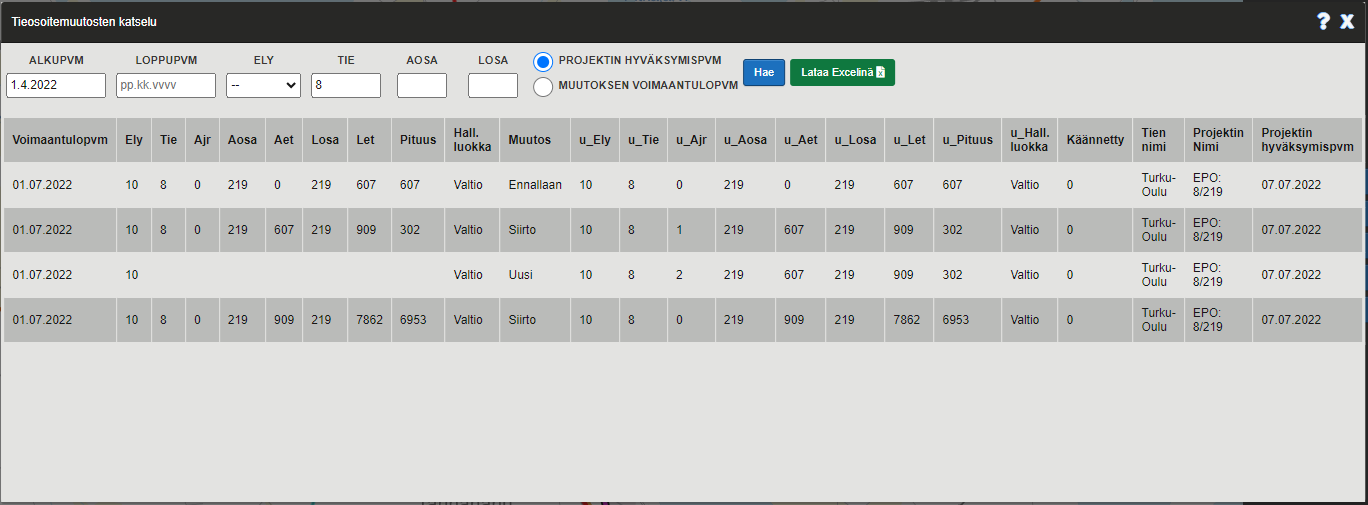 Tieosoitemuutosten katselu
? X
ALKUPVM LOPPUPVM ELY TIE AOSA LOSA
PROJEKTIN HYVÄKSYMISPVM
1.4.2022 pp.kk.vvvv -- 8
MUUTOKSEN VOIMAANTULOPVM
Hae Lataa Excelinä
Voimaantulopvm Ely Tie Ajr Aosa Aet Losa Let Pituus Hall. luokka Muutos u_Ely u_Tie u_Ajr u_Aosa u_Aet u_Losa u_Let u_Pituus u_Hall. luokka Käännetty Tien nimi Projektin Nimi Projektin hyväksymispvm
01.07.2022 10 8 0 219 0 219 607 607 Valtio Ennallaan 10 8 0 219 0 219 607 607 Valtio 0 Turku-Oulu EPO: 8/219 07.07.2022
01.07.2022 10 8 0 219 607 219 909 302 Valtio Siirto 10 8 1 219 607 219 909 302 Valtio 0 Turku-Oulu EPO: 8/219 07.07.2022
01.07.2022 10 Valtio Uusi 10 8 2 219 607 219 909 302 Valtio 0 Turku-Oulu EPO: 8/219 07.07.2022
01.07.2022 10 8 0 219 909 219 7862 6953 Valtio Siirto 10 8 0 219 909 219 7862 6953 Valtio 0 Turku-Oulu EPO: 8/219 07.07.2022